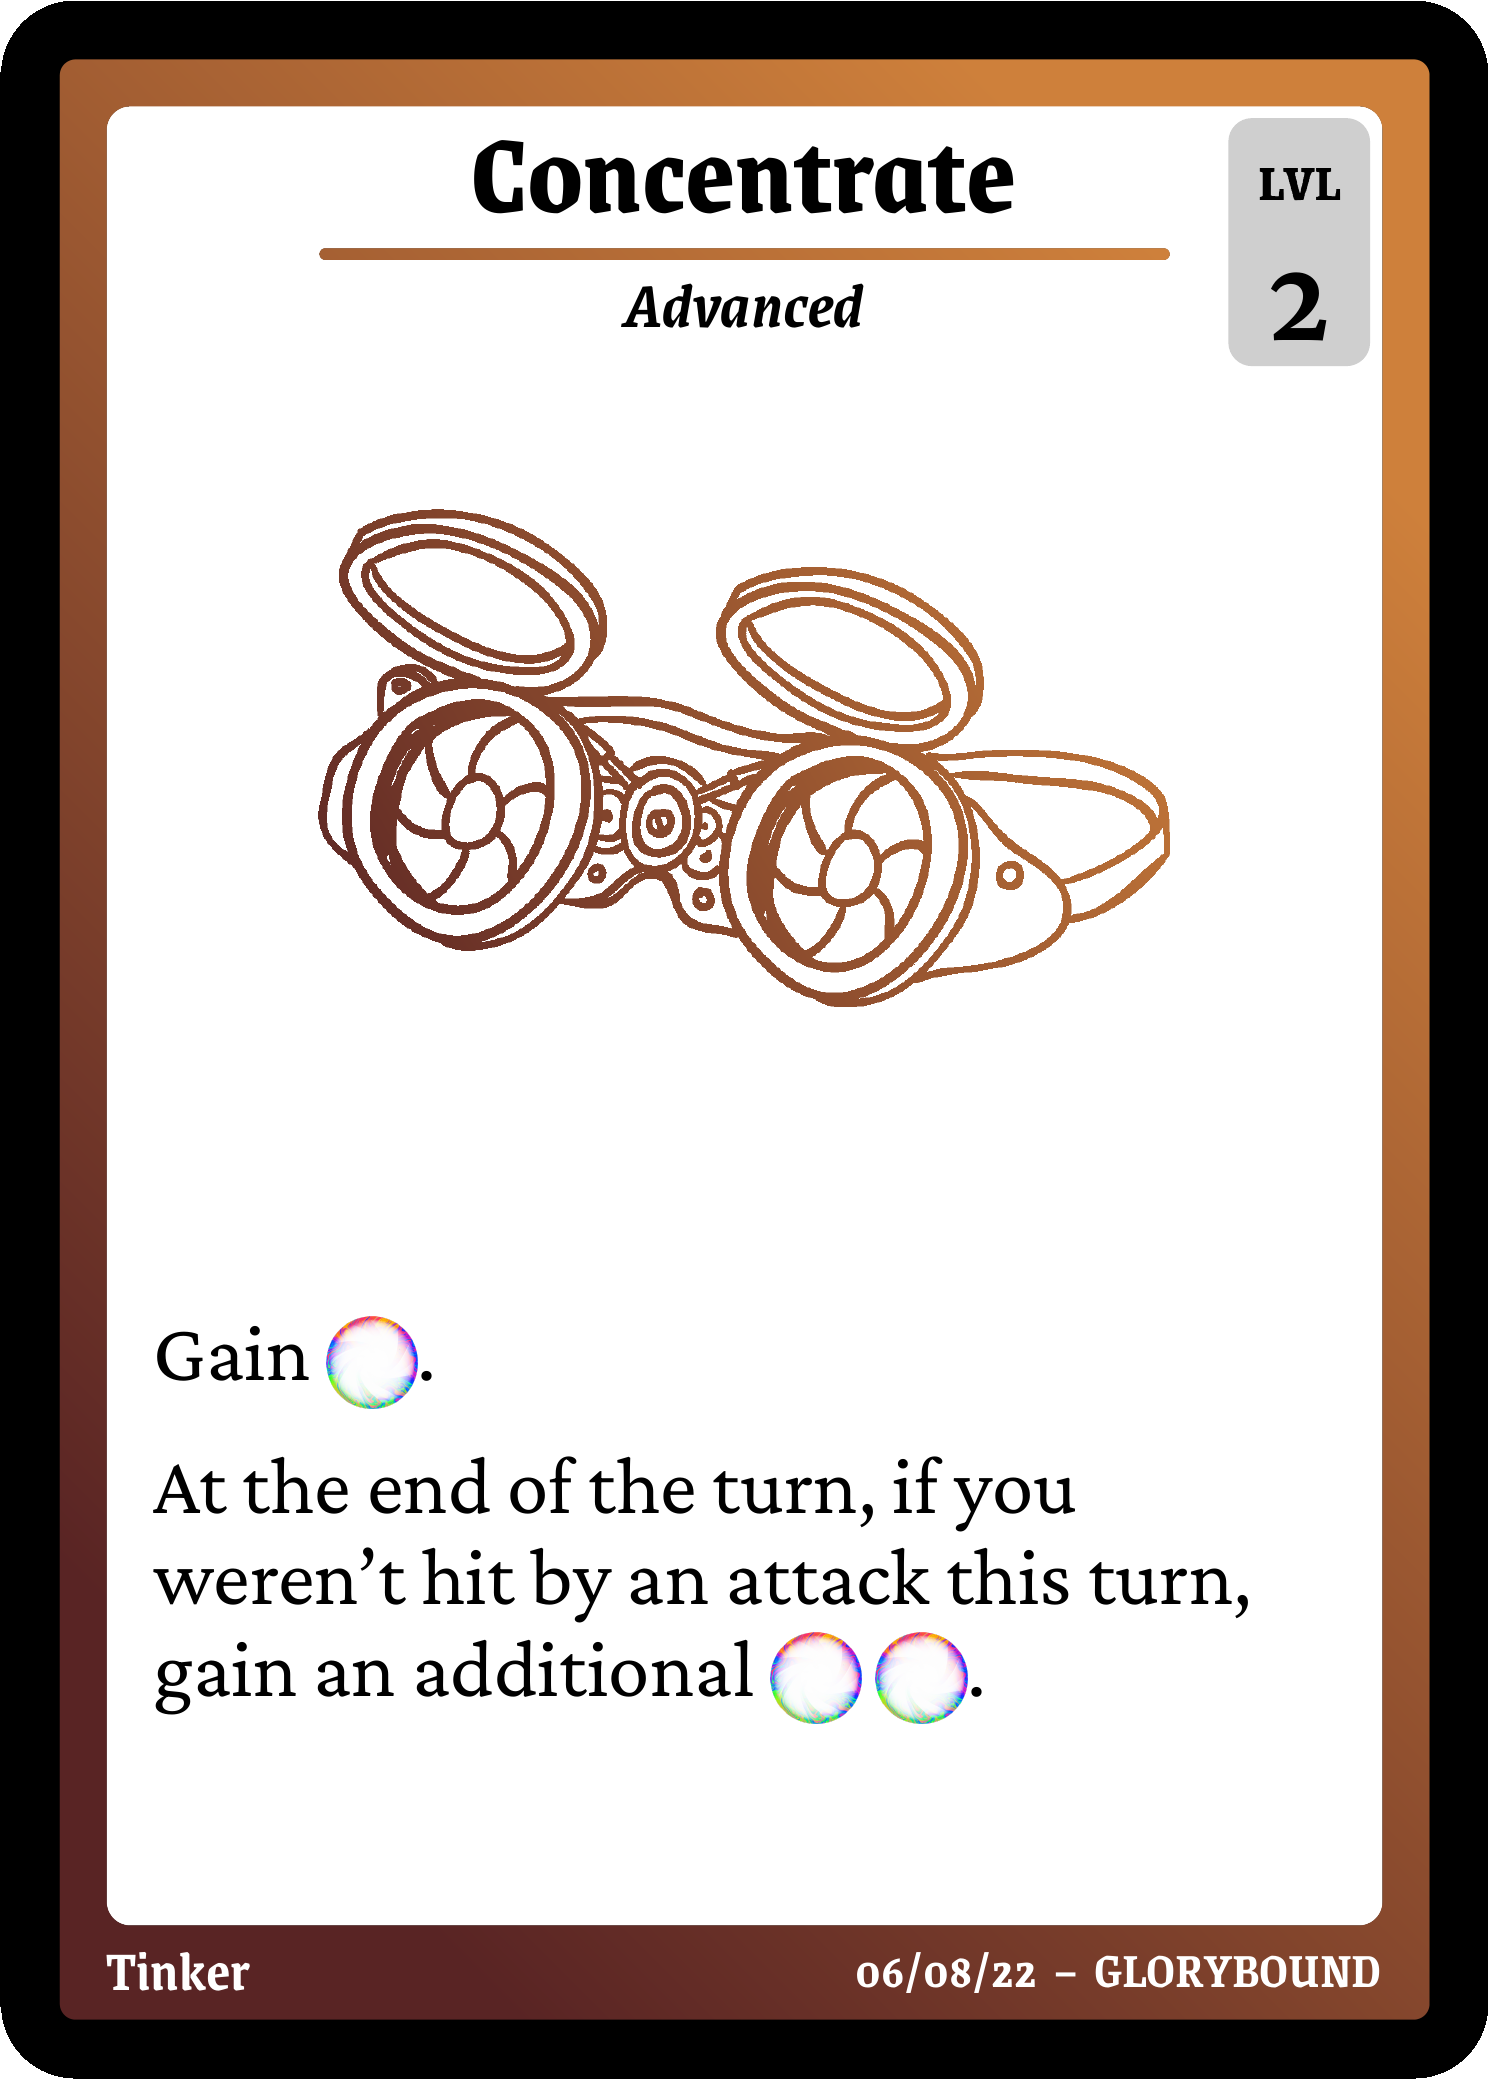 Concentrate
LVL
2
Advanced
Gain .
At the end of the turn, if you
weren’t hit by an attack this turn,
gain an additional .
Tinker
06/08/22 – GLORYBOUND